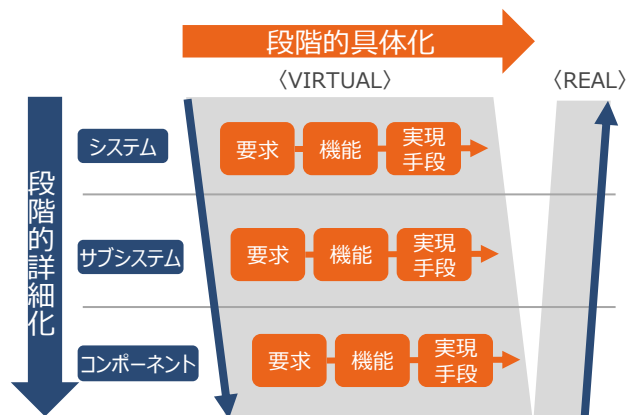 段階的具体化
〈VIRTUAL〉
〈REAL〉
段階的詳細化
システム
要求
機能
実現
手段
サブシステム
要求
機能
実現
手段
コンポーネント
要求
機能
実現
手段